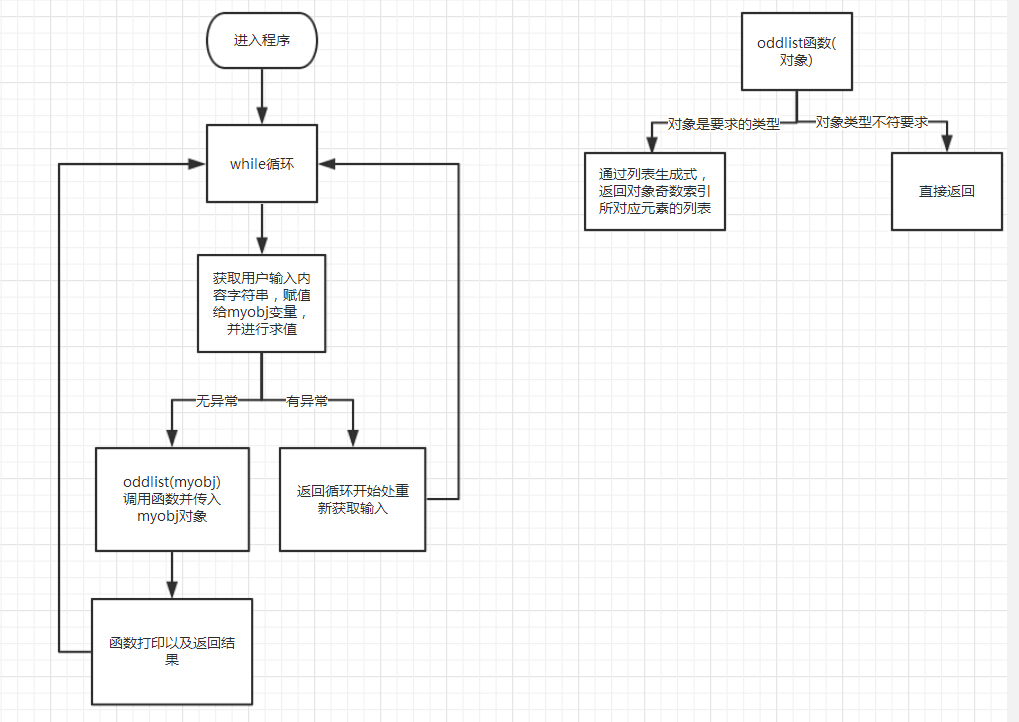 进入程序
while循环
获取用户输入内
容字符串，赋值
给myobj变量，
并进行求值
无异常
有异常
oddlist(myobj)
调用函数并传入
myobj对象
返回循环开始处重
新获取输入
函数打印以及返回结
果
oddlist函数(
对象)
对象是要求的类型
对象类型不符要求
通过列表生成式，
返回对象奇数索引
所对应元素的列表
直接返回